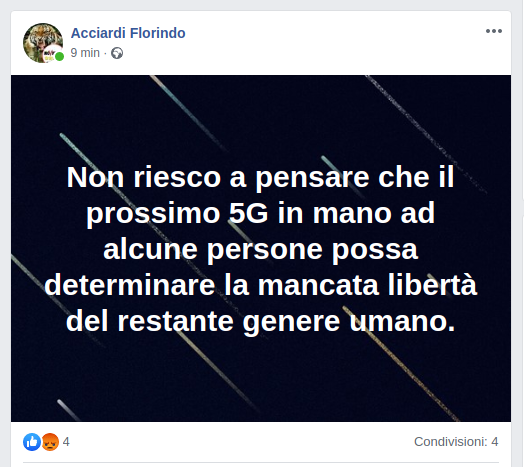 Acciardi Florindo
9 min ·
Non riesco a pensare che il
prossimo 5G in mano ad
alcune persone possa
determinare la mancata libertà
del restante genere umano.
4
Condivisioni: 4